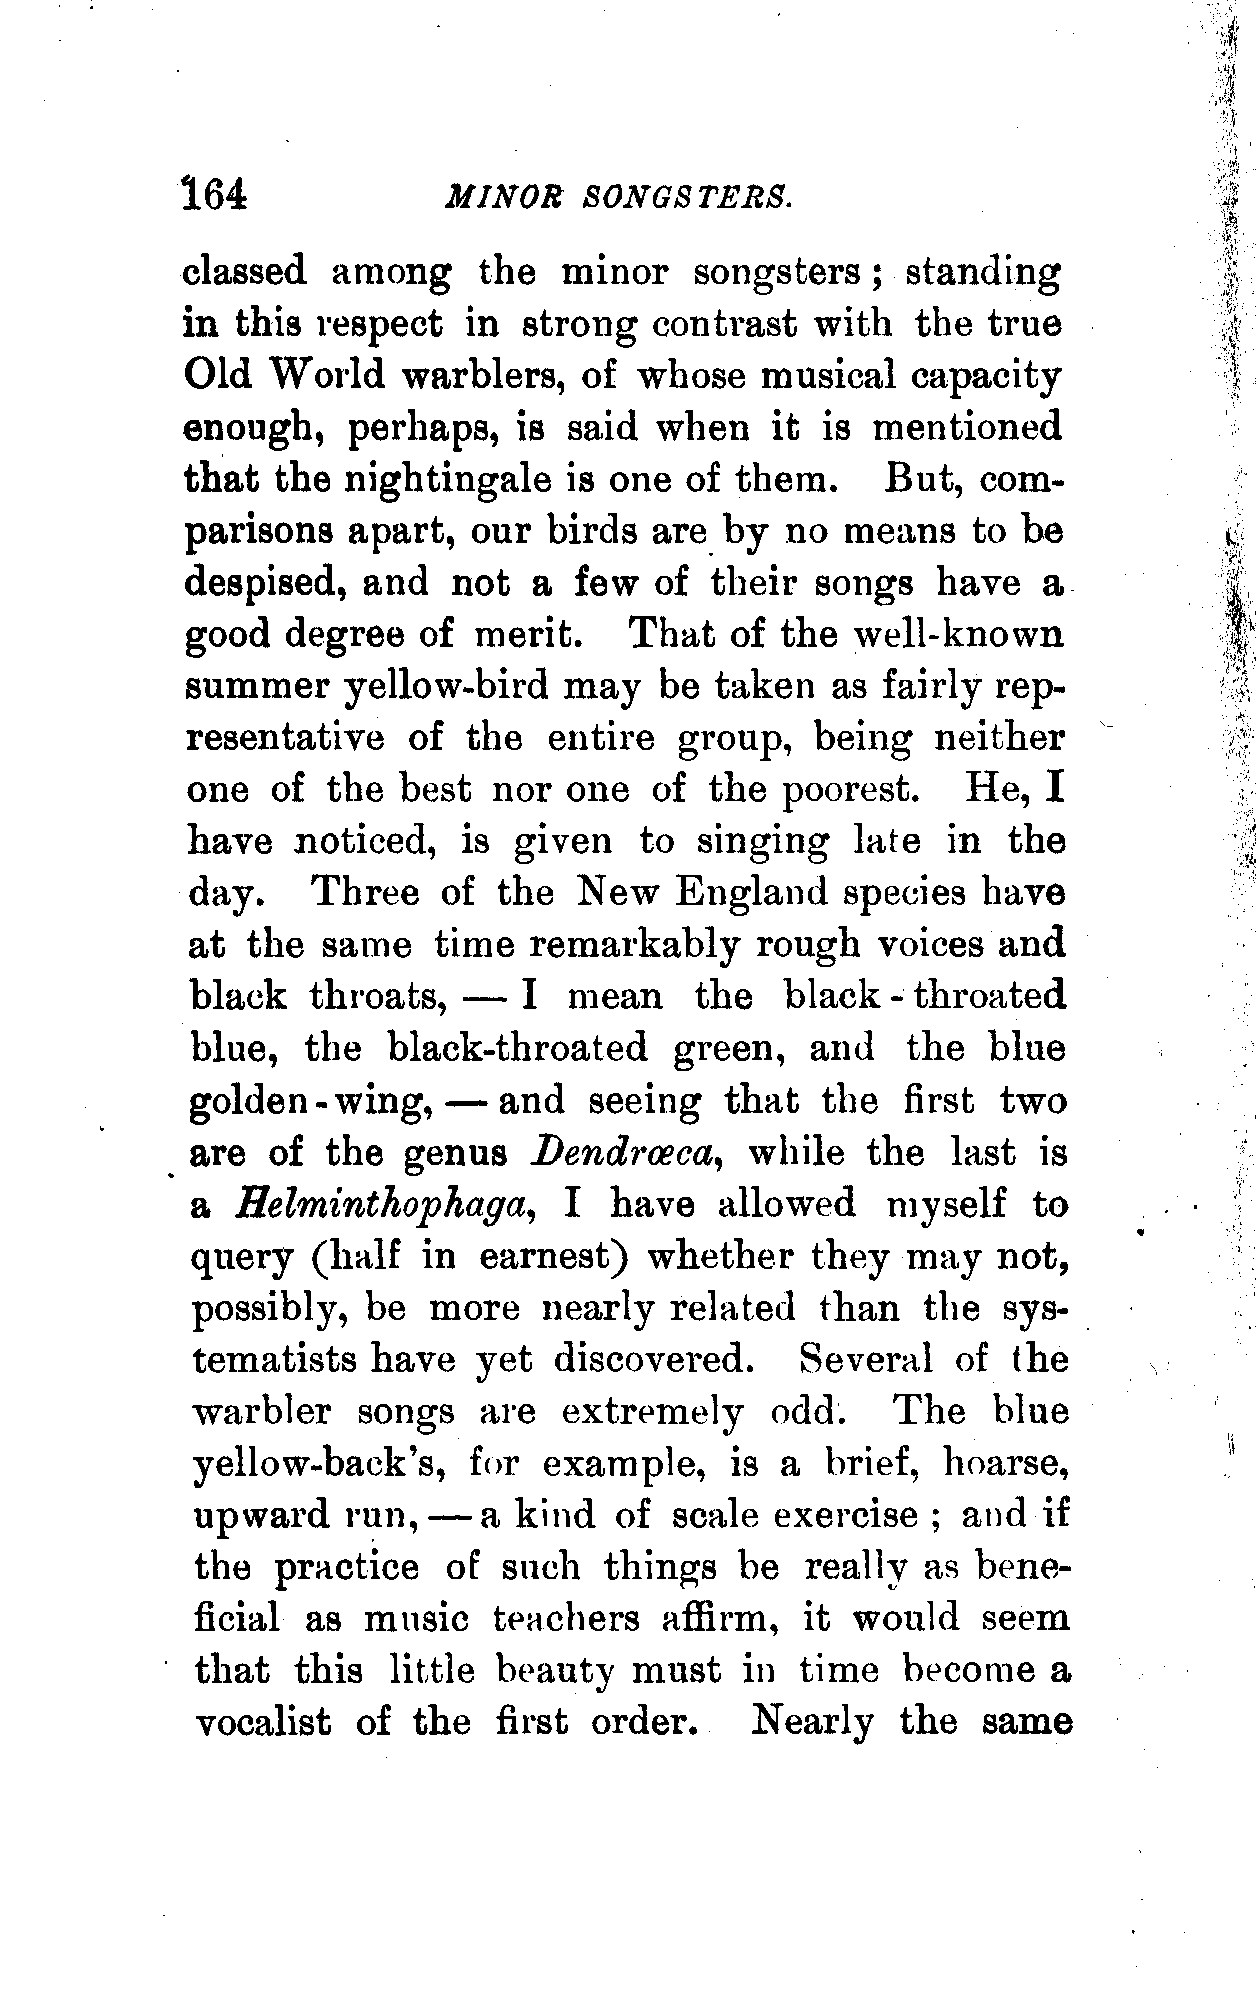 164 MINOR SONGSTERS.
classed among the minor songsters ; standing
in this respect in strong contrast with the true
Old World warblers, of whose musical capacity
enough, perhaps, is said when it is mentioned
that the nightingale is one of them. But, com-
parisons apart, our birds are by no means to be
despised, and not a few of their songs have a
good degree of merit. That of the well-known
summer yellow-bird may be taken as fairly rep-
resentative of the entire group, being neither
one of the best nor one of the poorest. He, I
have noticed, is given to singing late in the
day. Three of the New England species have
at the same time remarkably rough voices and
black throats, — I mean the black-throated
blue, the black-throated green, and the blue
golden-wing, — and seeing that the first two
are of the genus Dendrœca, while the last is
a Helminthophaga, I have allowed myself to
query (half in earnest) whether they may not,
possibly, be more nearly related than the sys-
tematists have yet discovered. Several of the
warbler songs are extremely odd. The blue
yellow-back's, for example, is a brief, hoarse,
upward run, — a kind of scale exercise ; and if
the practice of such things be really as bene-
ficial as music teachers affirm, it would seem
that this little beauty must in time become a
vocalist of the first order. Nearly the same